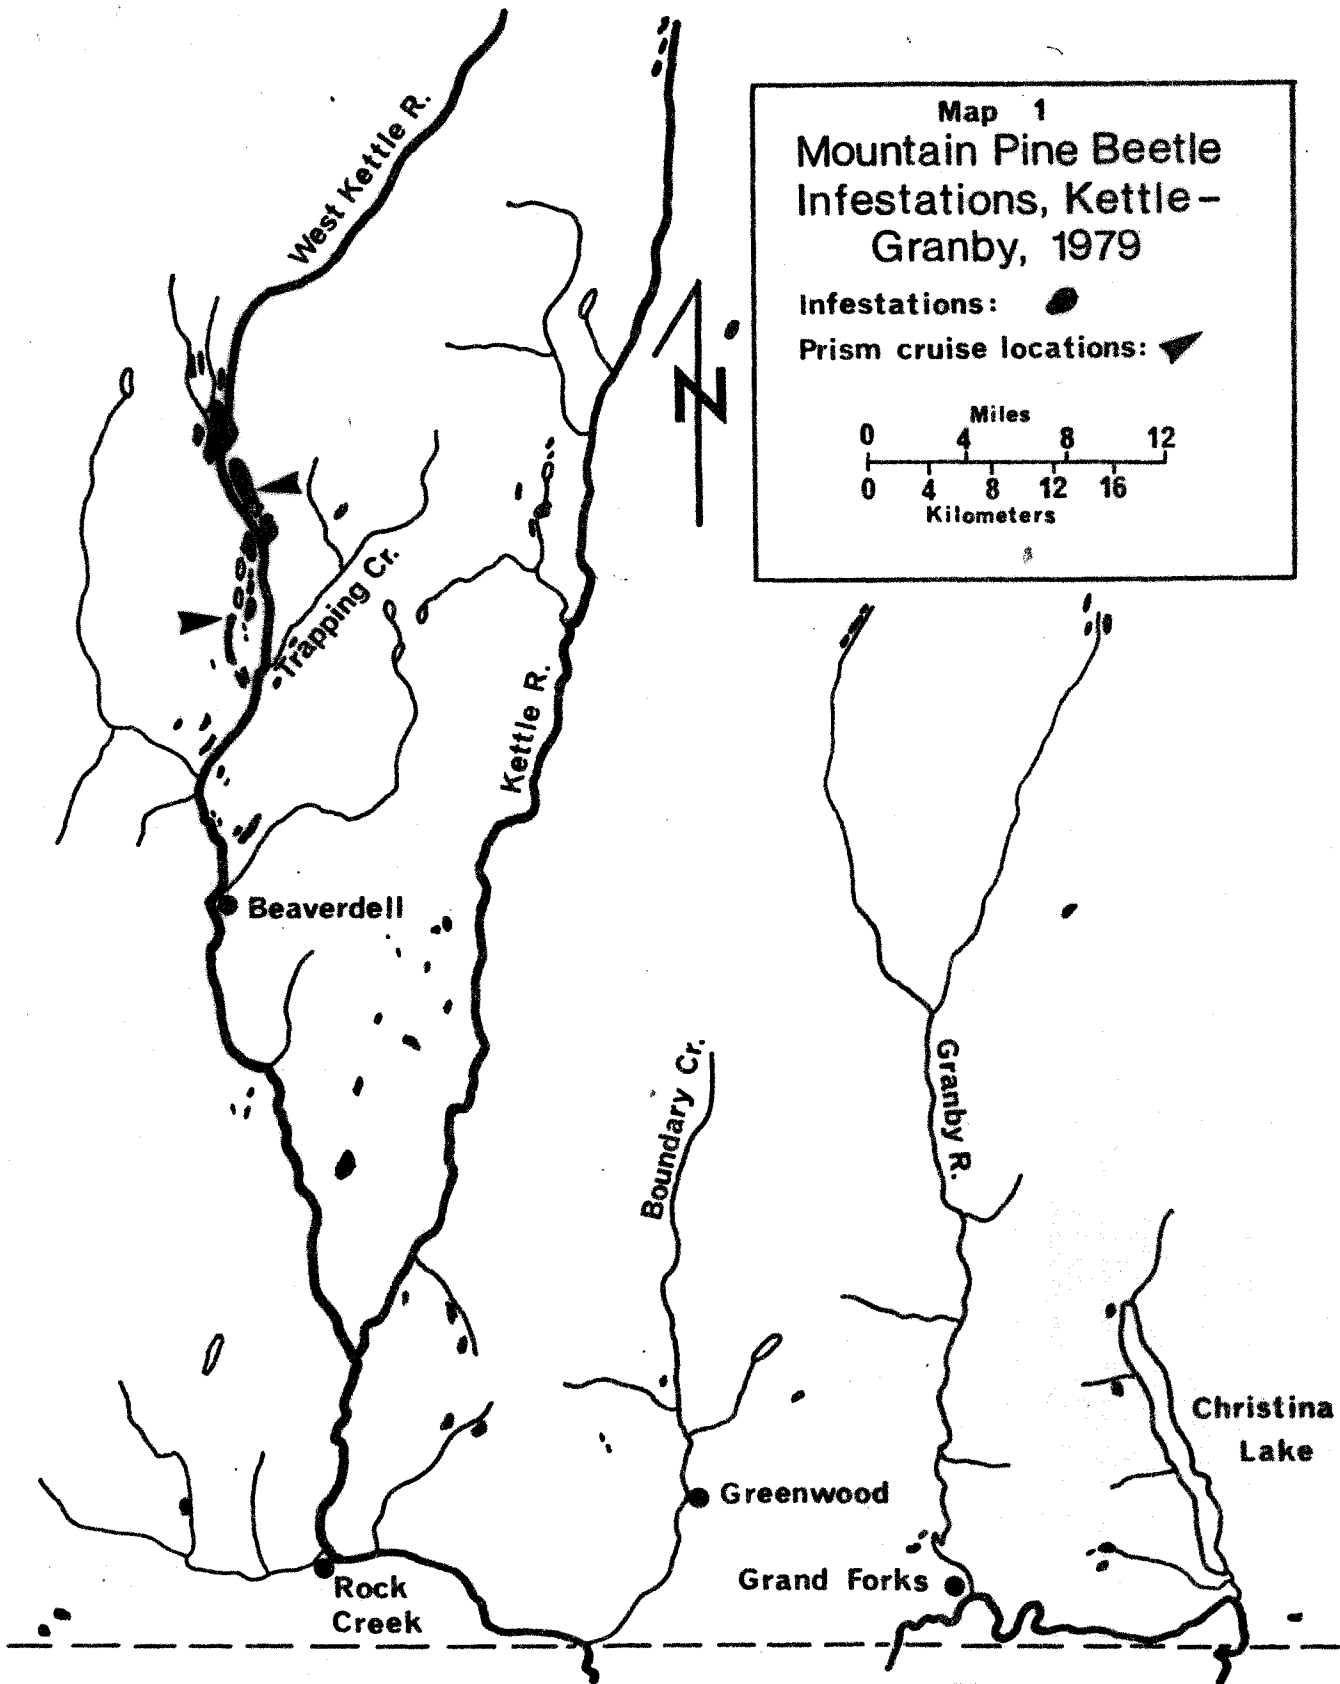 Map 1
Mountain Pine Beetle
Infestations, Kettle-
Granby, 1979
Infestations:
Prism cruise locations:
Miles
0 4 8 12
0 4 8 12 16
Kilometers
N
West Kettle R.
Trapping Cr.
Kettle R.
Beaverdell
Boundary Cr.
Granby R.
Christina
Lake
Greenwood
Grand Forks
Rock
Creek